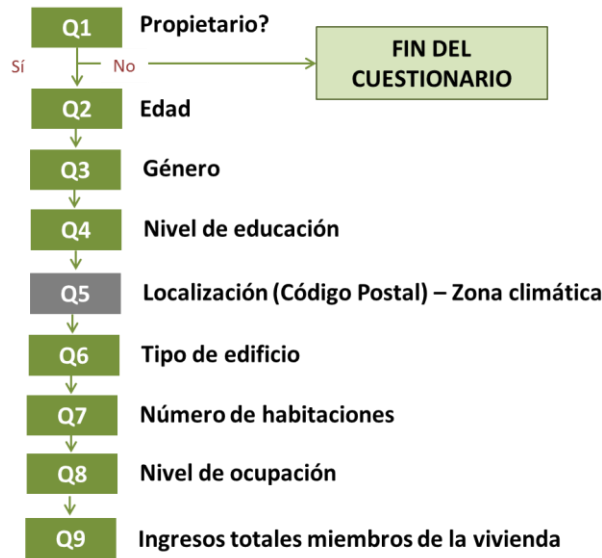 Q1 Propietario?
Sí No
FIN DEL
CUESTIONARIO
Q2 Edad
Q3 Género
Q4 Nivel de educación
Q5 Localización (Código Postal) – Zona climática
Q6 Tipo de edificio
Q7 Número de habitaciones
Q8 Nivel de ocupación
Q9 Ingresos totales miembros de la vivienda